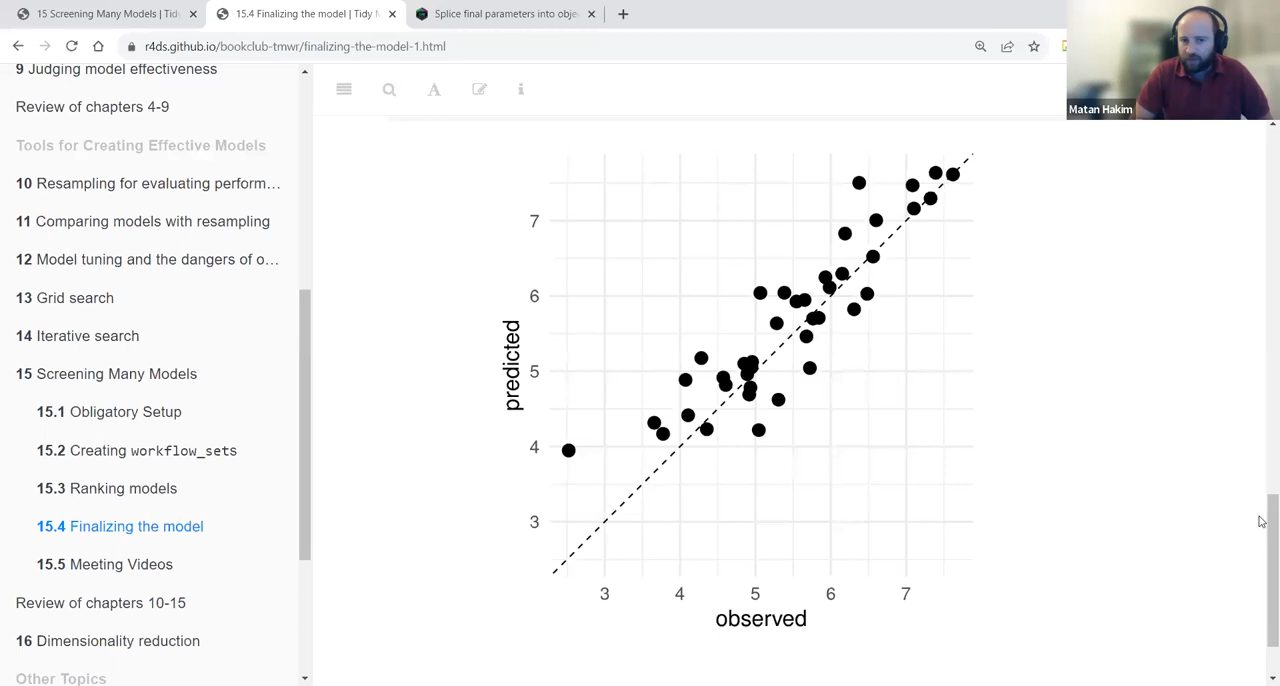 15 Screening Many Models | Tidy
15.4 Finalizing the model | Tidy M
Splice final parameters into obje
r4ds.github.io/bookclub-tmwr/finalizing-the-model-1.html
Matan Hakim
9 Judging model effectiveness
Review of chapters 4-9
Tools for Creating Effective Models
10 Resampling for evaluating perform…
11 Comparing models with resampling
12 Model tuning and the dangers of o…
13 Grid search
14 Iterative search
15 Screening Many Models
15.1 Obligatory Setup
15.2 Creating workflow_sets
15.3 Ranking models
15.4 Finalizing the model
15.5 Meeting Videos
Review of chapters 10-15
16 Dimensionality reduction
Other Topics
predicted
7
6
5
4
3
3 4 5 6 7
observed